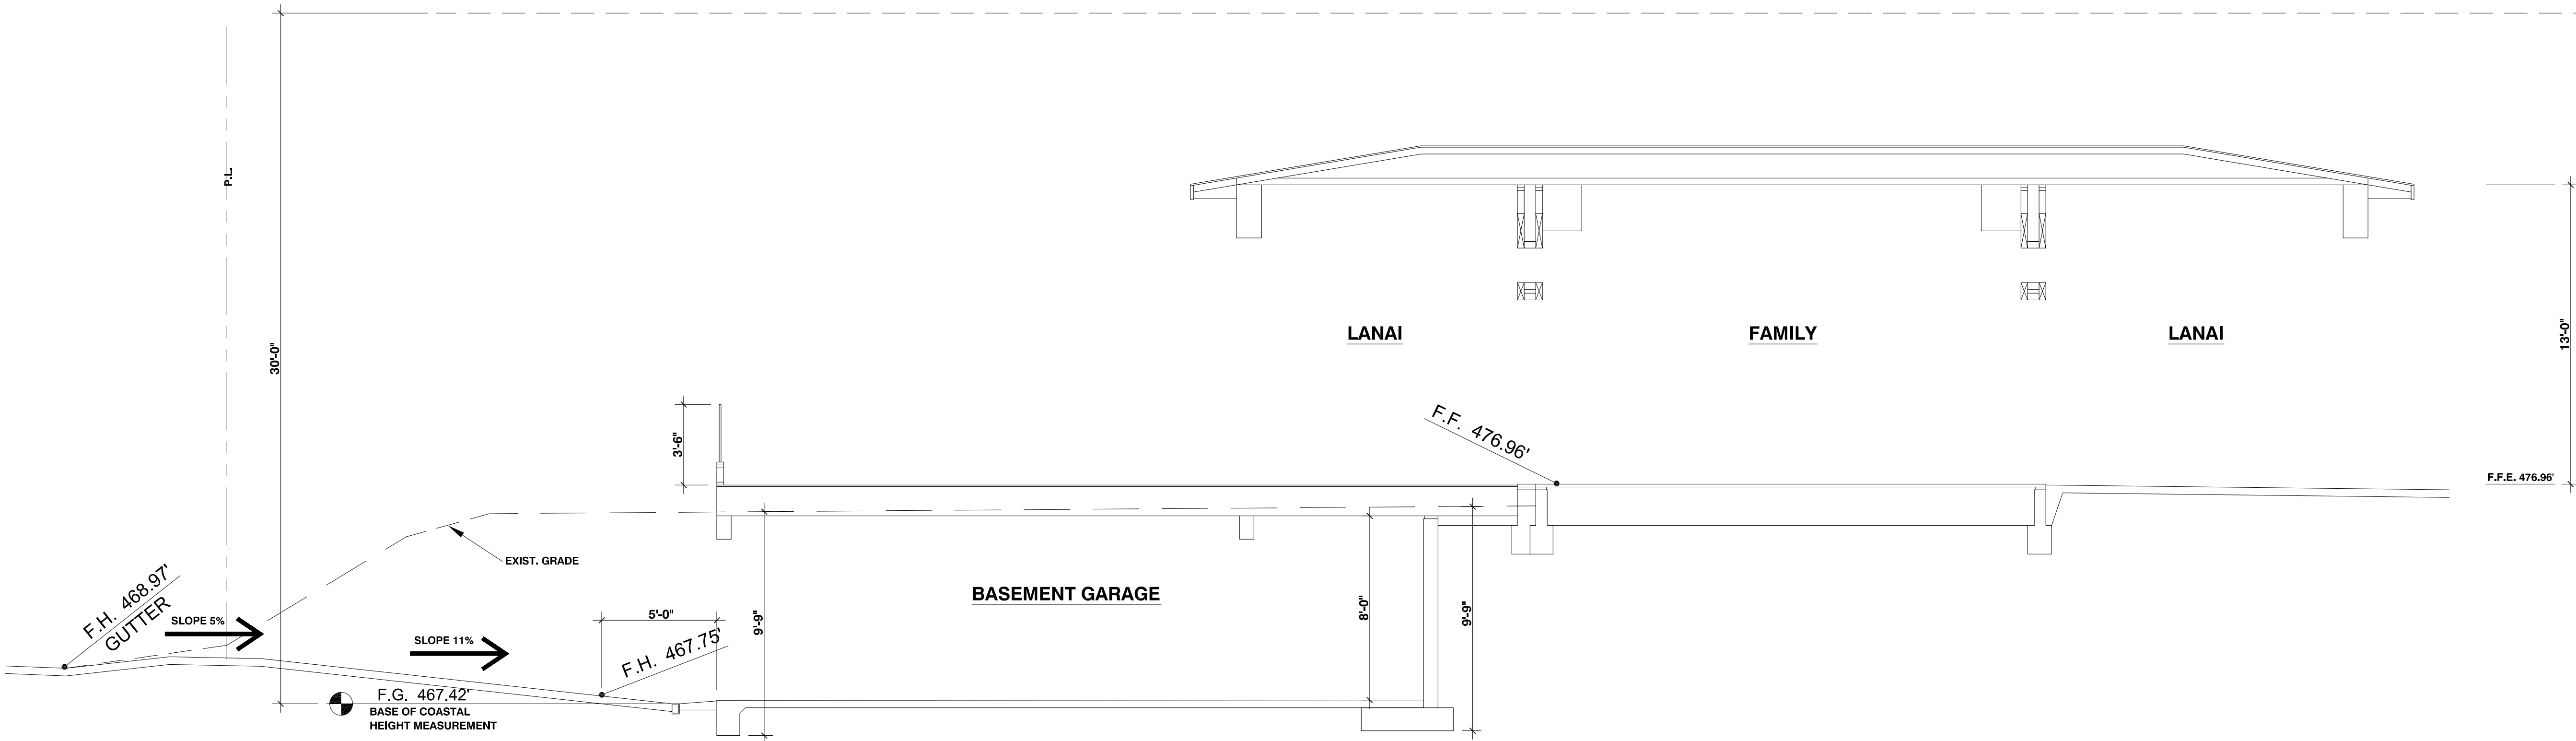 P.L.
30'-0"
LANAI
FAMILY
LANAI
13'-0"
3'-6"
F.F. 476.96'
F.F.E. 476.96'
EXIST. GRADE
F.H. 468.97'
GUTTER
SLOPE 5%
SLOPE 11%
5'-0"
F.H. 467.75'
9'-9"
BASEMENT GARAGE
8'-0"
9'-9"
F.G. 467.42'
BASE OF COASTAL
HEIGHT MEASUREMENT